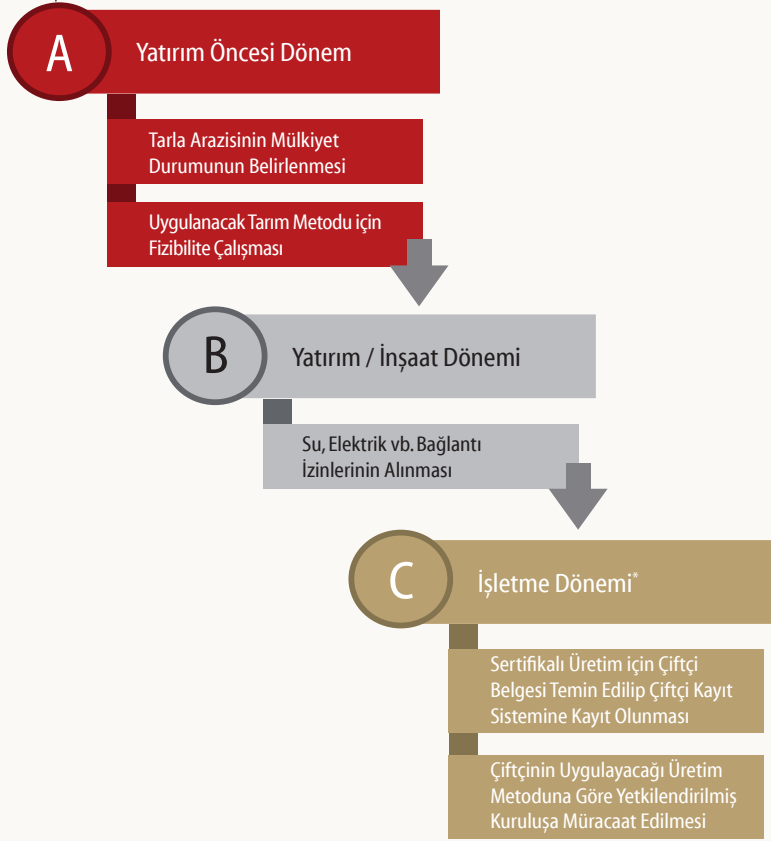 A
Yatırım Öncesi Dönem
Tarla Arazisinin Mülkiyet
Durumunun Belirlenmesi
Uygulanacak Tarım Metodu için
Fizibilite Çalışması
B
Yatırım / İnşaat Dönemi
Su, Elektrik vb. Bağlantı
İzinlerinin Alınması
C
İşletme Dönemi*
Sertifikalı Üretim için Çiftçi
Belgesi Temin Edilip Çiftçi Kayıt
Sistemine Kayıt Olunması
Çiftçinin Uygulayacağı Üretim
Metoduna Göre Yetkilendirilmiş
Kuruluşa Müracaat Edilmesi